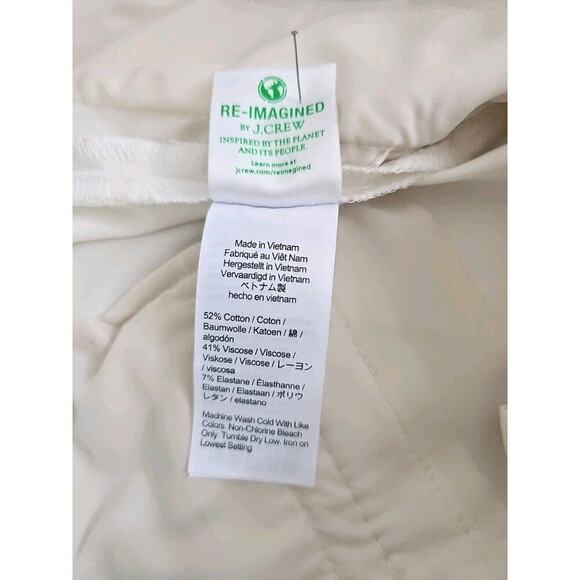 RE-IMAGINED
BY J.CREW
INSPIRED BY THE PLANET
AND ITS PEOPLE.
Learn more at
jcrew.com/reimagined
Made in Vietnam
Fabriqué au Viêt Nam
Hergestellt in Vietnam
Vervaardigd in Vietnam
ベトナム製
hecho en vietnam
52% Cotton / Coton /
Baumwolle / Katoen / 綿 /
algodón
41% Viscose / Viscose /
Viskose / Viscose / レーヨン
/ viscosa
7% Elastane / Élasthanne /
Elastan / Elastaan / ポリウ
レタン / elastano
Machine Wash Cold With Like
Colors. Non-Chlorine Bleach
Only. Tumble Dry Low. Iron on
Lowest Setting.